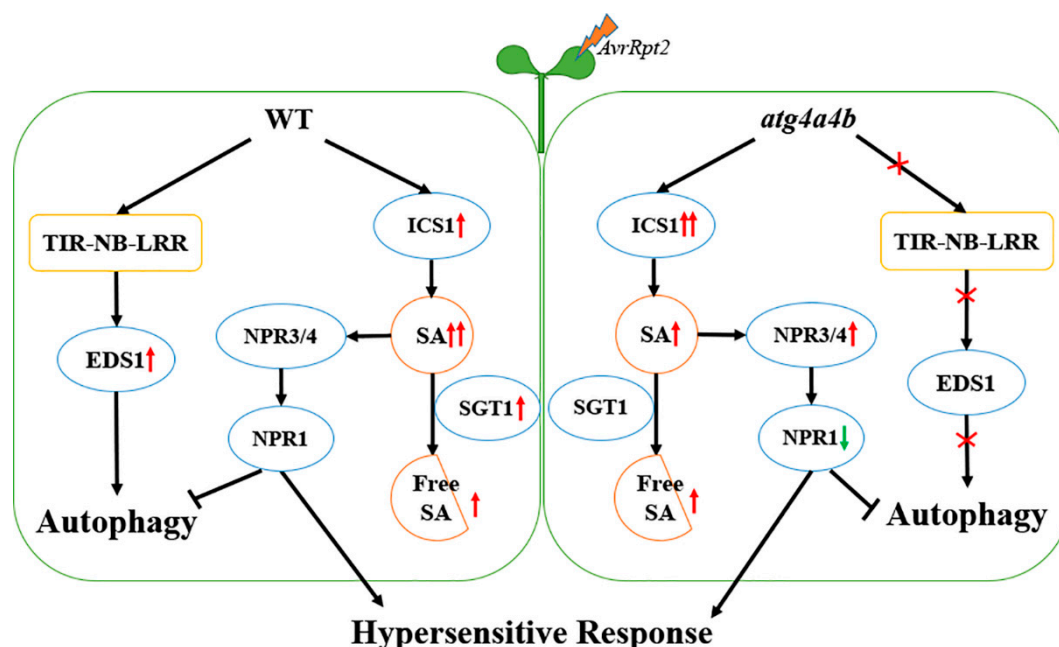 AvrRpt2
WT
ICS1
TIR-NB-LRR
NPR3/4
SA
EDS1
SGT1
NPR1
Free
SA
Autophagy
atg4a4b
ICS1
TIR-NB-LRR
SA
NPR3/4
EDS1
SGT1
NPR1
Free
SA
Autophagy
Hypersensitive Response